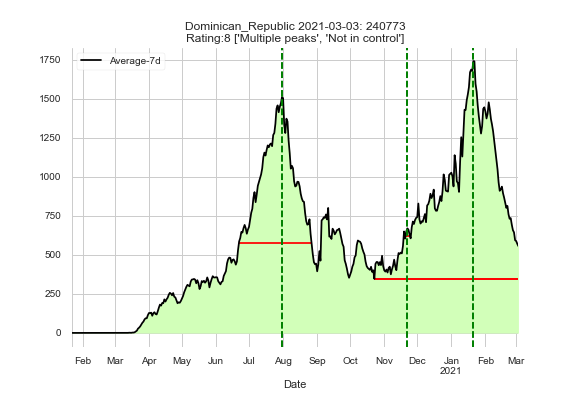 Dominican_Republic 2021-03-03: 240773
Rating:8 ['Multiple peaks', 'Not in control']
Average-7d
1750
1500
1250
1000
750
500
250
0
Feb Mar Apr May Jun Jul Aug Sep Oct Nov Dec Jan Feb Mar
2021
Date